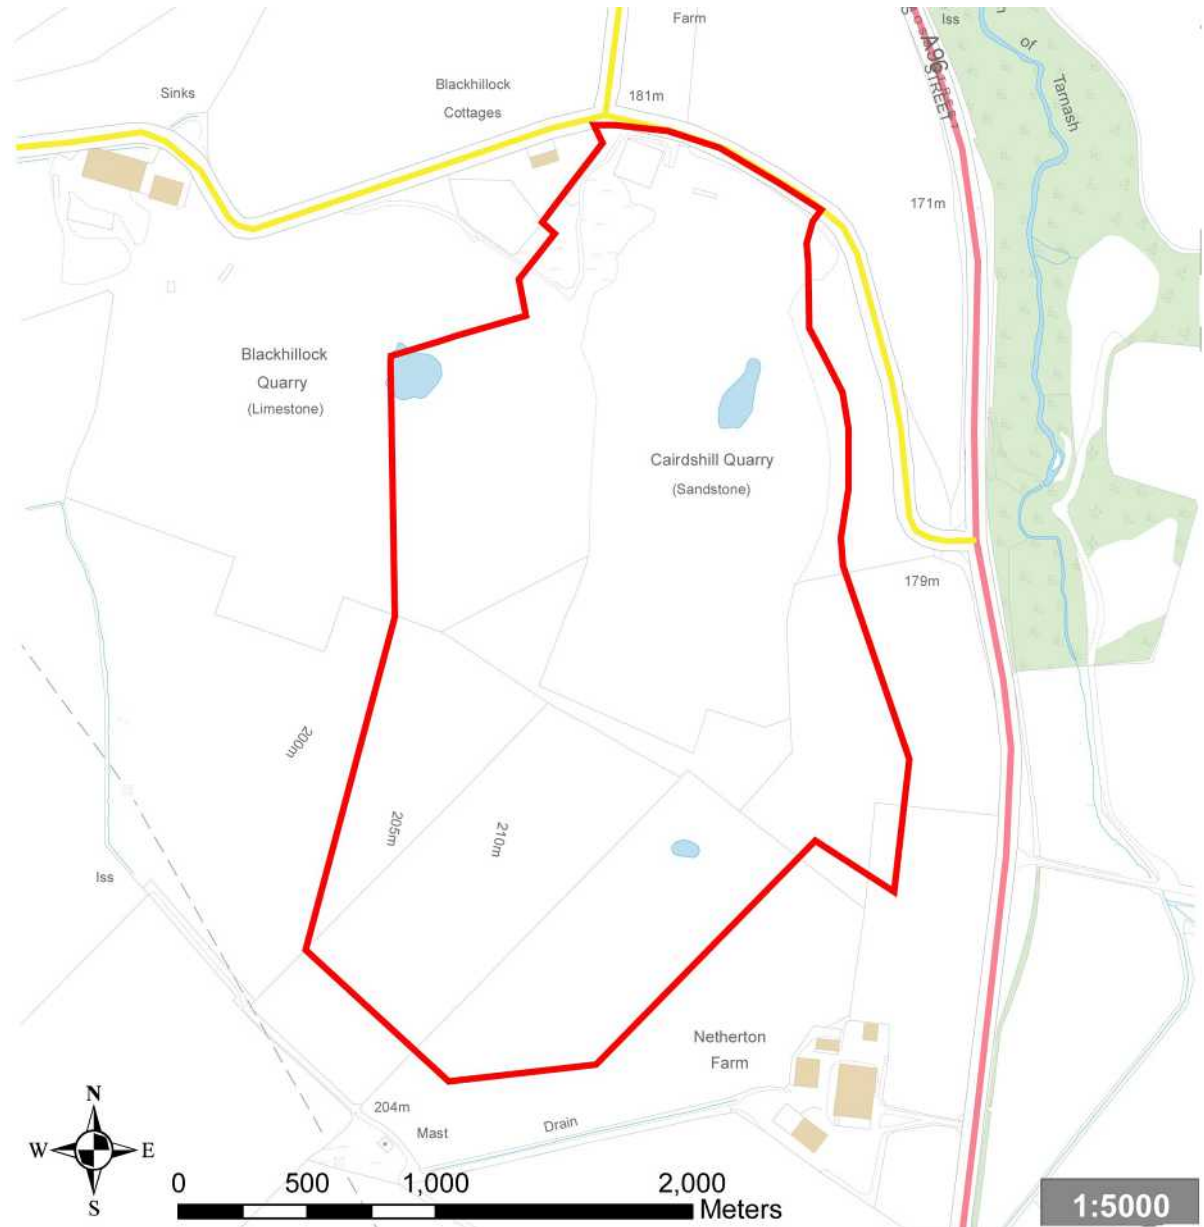 Farm
Iss
of
Tarnash
A96
STREET
Sinks
Blackhillock
Cottages
181m
171m
Blackhillock
Quarry
(Limestone)
Cairdshill Quarry
(Sandstone)
179m
200m
205m
210m
Iss
Netherton
Farm
204m
Mast
Drain
N
W
E
S
0 500 1,000 2,000
Meters
1:5000